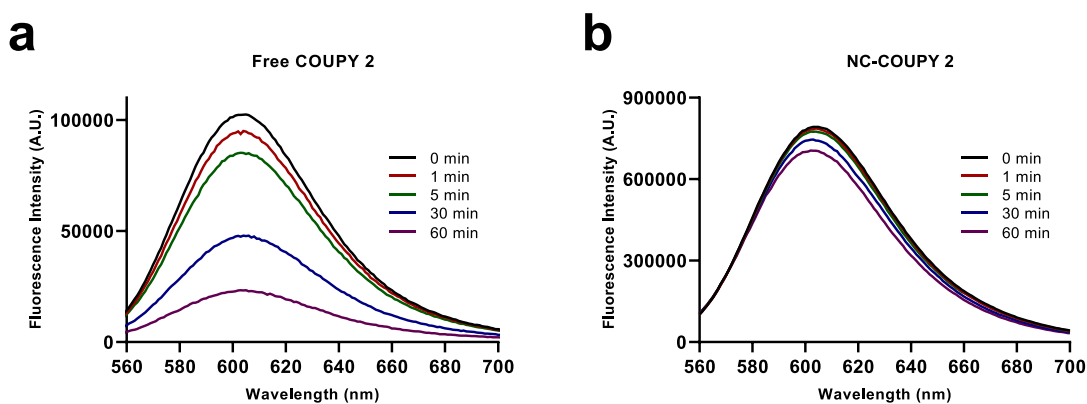 a
Free COUPY 2
Fluorescence Intensity (A.U.)
100000
50000
0
560 580 600 620 640 660 680 700
Wavelength (nm)
0 min
1 min
5 min
30 min
60 min
b
NC-COUPY 2
Fluorescence Intensity (A.U.)
900000
600000
300000
0
560 580 600 620 640 660 680 700
Wavelength (nm)
0 min
1 min
5 min
30 min
60 min